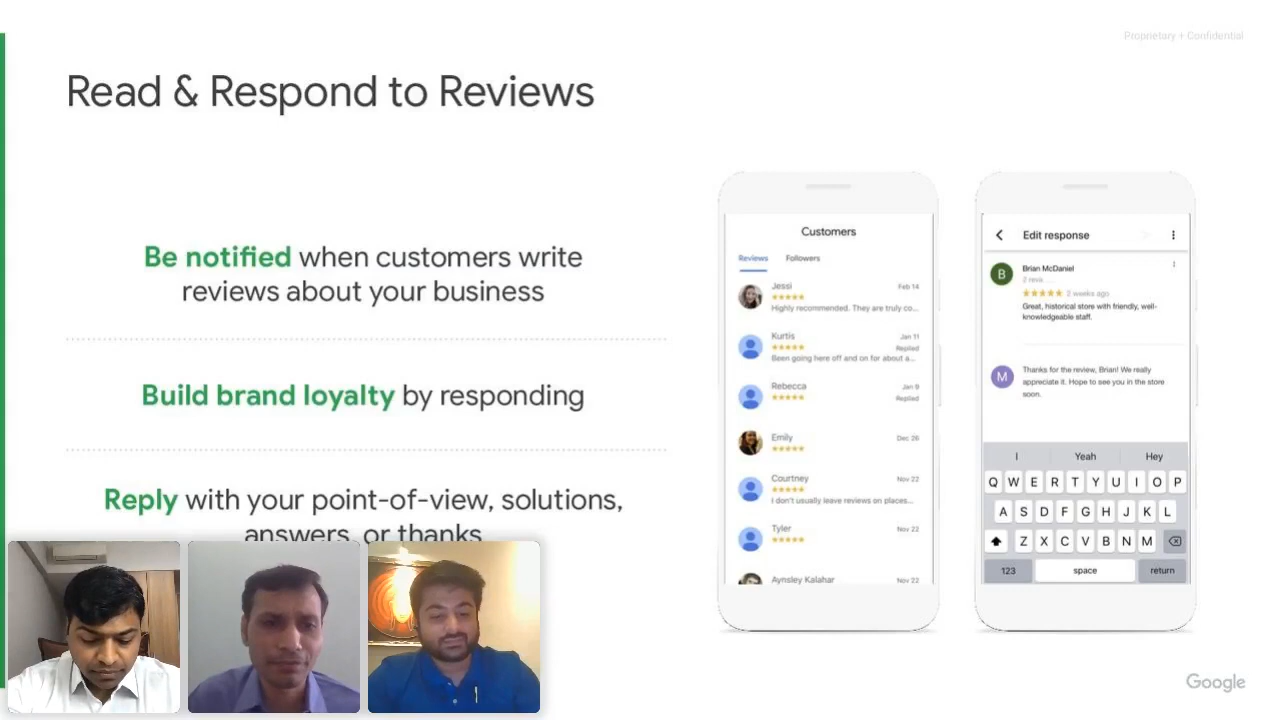 Proprietary + Confidential
Read & Respond to Reviews
Be notified when customers write
reviews about your business
Build brand loyalty by responding
Reply with your point-of-view, solutions,
answers, or thanks
Customers
Reviews Followers
Jessi Feb 14
Highly recommended. They are truly co...
Kurtis Jan 11
Replied
Been going here off and on for about a...
Rebecca Jan 9
Replied
Emily Dec 26
Courtney Nov 22
I don't usually leave reviews on places...
Tyler Nov 22
Aynsley Kalahar Nov 22
Edit response
B Brian McDaniel
2 weeks ago
Great, historical store with friendly, well-
knowledgeable staff.
M Thanks for the review, Brian! We really
appreciate it. Hope to see you in the store
soon.
I Yeah Hey
Q W E R T Y U I O P
A S D F G H J K L
Z X C V B N M
123 space return
Google